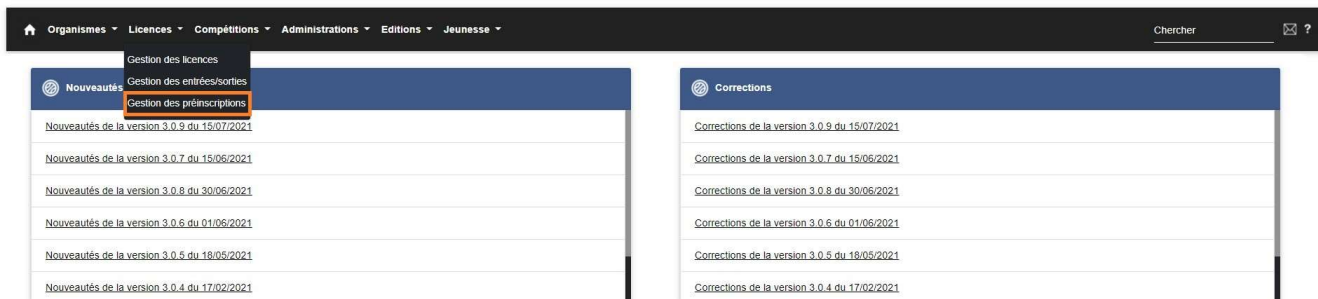 Organismes Licences Compétitions Administrations Editions Jeunesse Chercher ?
Gestion des licences
Gestion des entrées/sorties
Gestion des préinscriptions
Nouveautés
Nouveautés de la version 3.0.9 du 15/07/2021
Nouveautés de la version 3.0.7 du 15/06/2021
Nouveautés de la version 3.0.8 du 30/06/2021
Nouveautés de la version 3.0.6 du 01/06/2021
Nouveautés de la version 3.0.5 du 18/05/2021
Nouveautés de la version 3.0.4 du 17/02/2021
Corrections
Corrections de la version 3.0.9 du 15/07/2021
Corrections de la version 3.0.7 du 15/06/2021
Corrections de la version 3.0.8 du 30/06/2021
Corrections de la version 3.0.6 du 01/06/2021
Corrections de la version 3.0.5 du 18/05/2021
Corrections de la version 3.0.4 du 17/02/2021